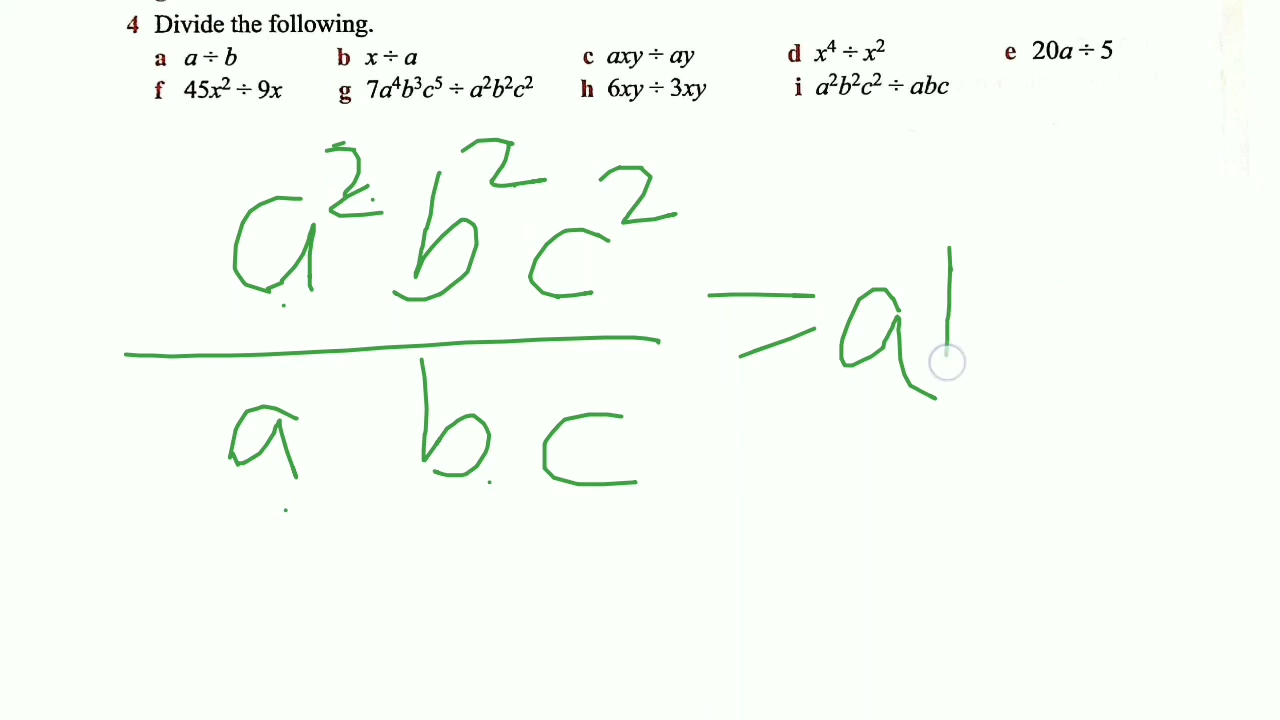 4 Divide the following.
a a ÷ b b x ÷ a c axy ÷ ay d x⁴ ÷ x² e 20a ÷ 5
f 45x² ÷ 9x g 7a⁴b³c⁵ ÷ a²b²c² h 6xy ÷ 3xy i a²b²c² ÷ abc
a²b²c²
= a
a b c